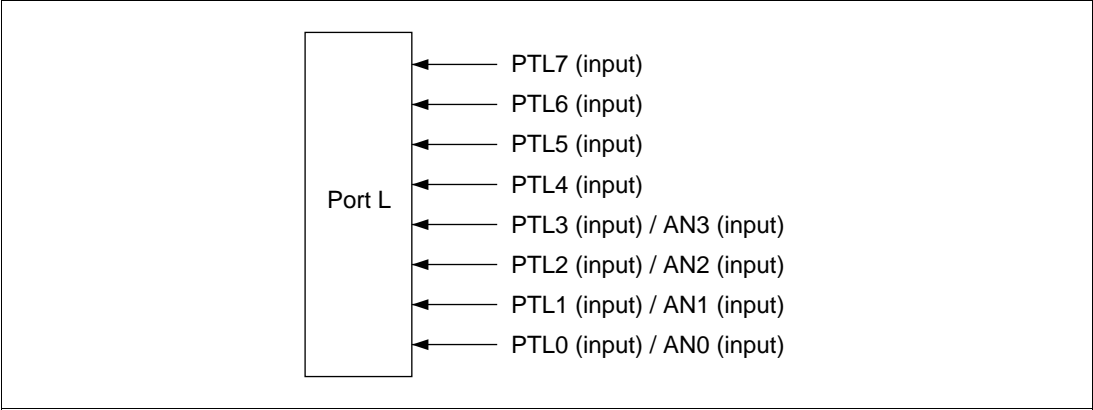 PTL7 (input)
PTL6 (input)
PTL5 (input)
PTL4 (input)
Port L
PTL3 (input) / AN3 (input)
PTL2 (input) / AN2 (input)
PTL1 (input) / AN1 (input)
PTL0 (input) / AN0 (input)